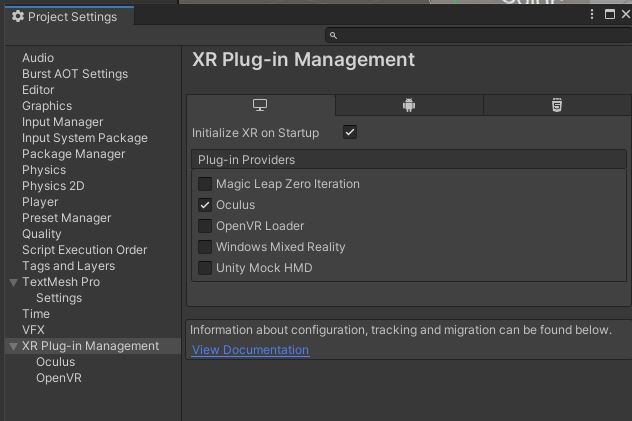 Project Settings
Audio
Burst AOT Settings
Editor
Graphics
Input Manager
Input System Package
Package Manager
Physics
Physics 2D
Player
Preset Manager
Quality
Script Execution Order
Tags and Layers
TextMesh Pro
Settings
Time
VFX
XR Plug-in Management
Oculus
OpenVR
XR Plug-in Management
Initialize XR on Startup
Plug-in Providers
Magic Leap Zero Iteration
Oculus
OpenVR Loader
Windows Mixed Reality
Unity Mock HMD
Information about configuration, tracking and migration can be found below.
View Documentation